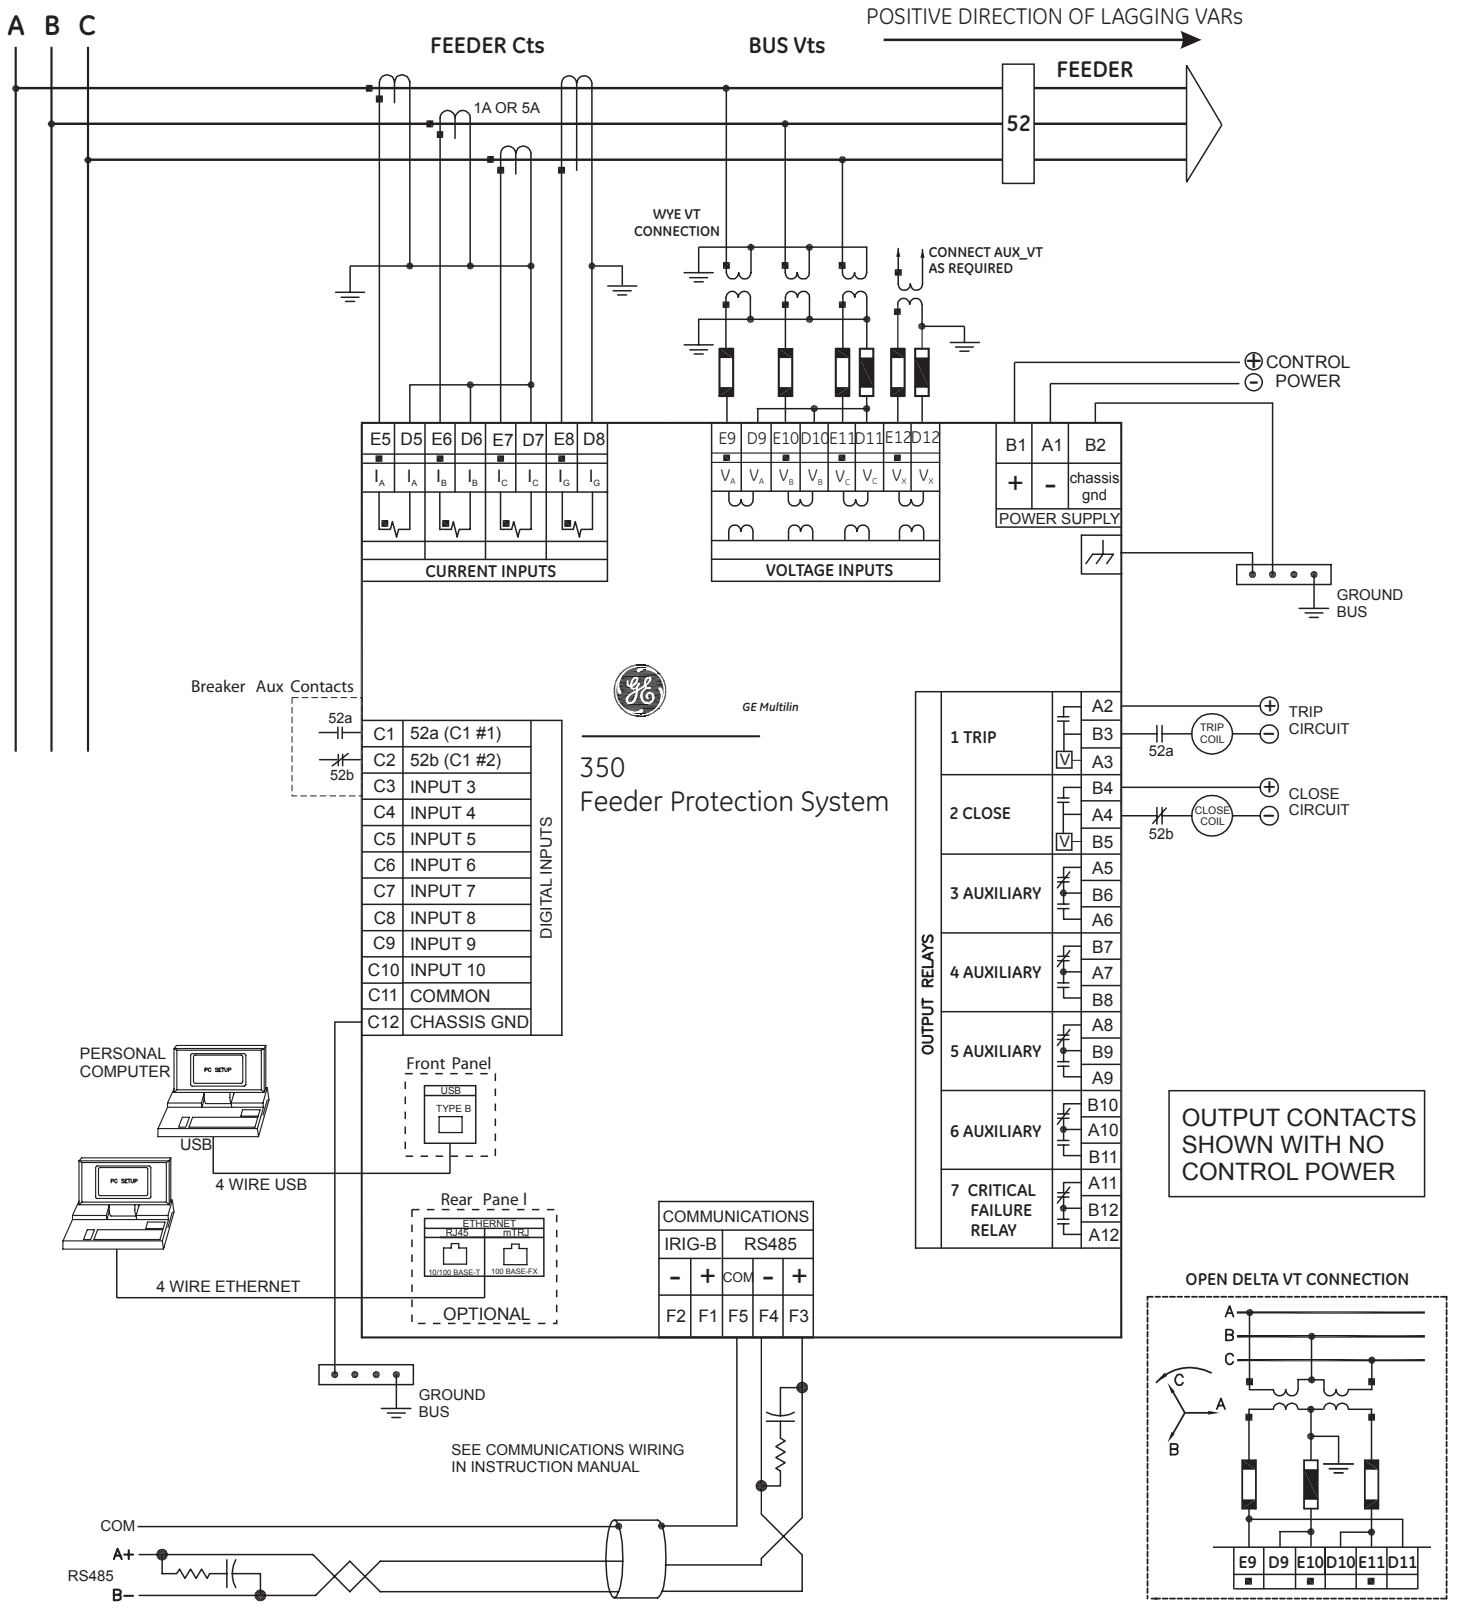 POSITIVE DIRECTION OF LAGGING VARs
A B C
FEEDER Cts
BUS Vts
FEEDER
1A OR 5A
52
WYE VT
CONNECTION
CONNECT AUX_VT
AS REQUIRED
CONTROL
POWER
E5 D5 E6 D6 E7 D7 E8 D8
IA IA IB IB IC IC IG IG
CURRENT INPUTS
E9 D9 E10 D10 E11 D11 E12 D12
VA VA VB VB VC VC VX VX
VOLTAGE INPUTS
B1 A1 B2
+ - chassis
gnd
POWER SUPPLY
GROUND
BUS
Breaker Aux Contacts
52a
52b
C1 52a (C1 #1)
C2 52b (C1 #2)
C3 INPUT 3
C4 INPUT 4
C5 INPUT 5
C6 INPUT 6
C7 INPUT 7
C8 INPUT 8
C9 INPUT 9
C10 INPUT 10
C11 COMMON
C12 CHASSIS GND
DIGITAL INPUTS
GE
GE Multilin
350
Feeder Protection System
OUTPUT RELAYS
1 TRIP
A2
B3
V A3
52a
TRIP
COIL
+ TRIP
- CIRCUIT
2 CLOSE
B4
A4
V B5
52b
CLOSE
COIL
+ CLOSE
- CIRCUIT
3 AUXILIARY
A5
B6
A6
4 AUXILIARY
B7
A7
B8
5 AUXILIARY
A8
B9
A9
6 AUXILIARY
B10
A10
B11
7 CRITICAL
FAILURE
RELAY
A11
B12
A12
OUTPUT CONTACTS
SHOWN WITH NO
CONTROL POWER
PERSONAL
COMPUTER
PC SETUP
USB
4 WIRE USB
Front Panel
USB
TYPE B
PC SETUP
4 WIRE ETHERNET
Rear Pane l
ETHERNET
RJ45 mTRJ
10/100 BASE-T 100 BASE-FX
OPTIONAL
COMMUNICATIONS
IRIG-B RS485
- + COM - +
F2 F1 F5 F4 F3
GROUND
BUS
SEE COMMUNICATIONS WIRING
IN INSTRUCTION MANUAL
COM
A+
RS485
B-
OPEN DELTA VT CONNECTION
A
B
C
C
A
B
E9 D9 E10 D10 E11 D11